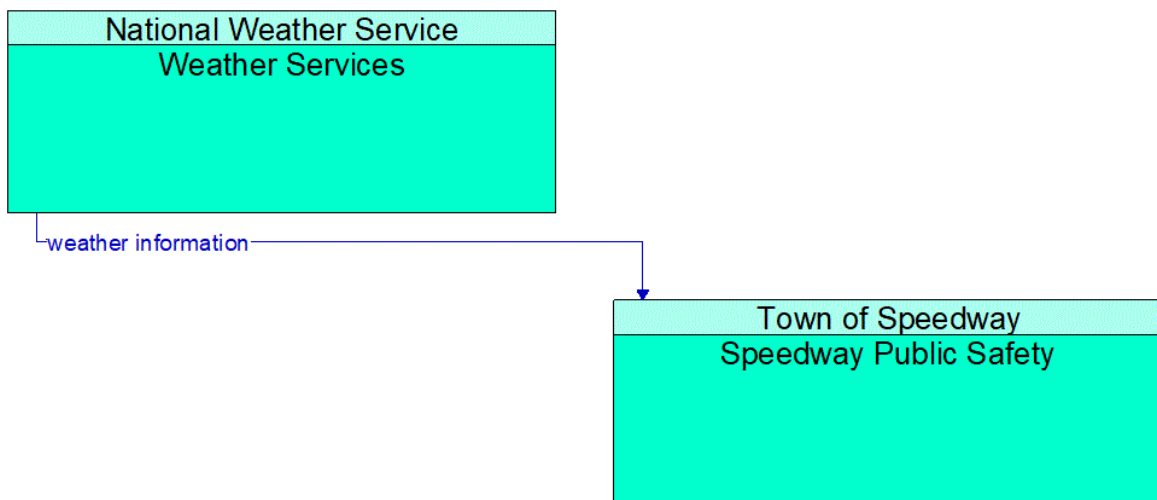 National Weather Service
Weather Services
weather information
Town of Speedway
Speedway Public Safety